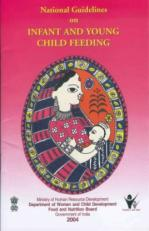 National Guidelines
on
INFANT AND YOUNG
CHILD FEEDING
Ministry of Human Resource Development
Department of Women and Child Development
Food and Nutrition Board
Government of India
2004